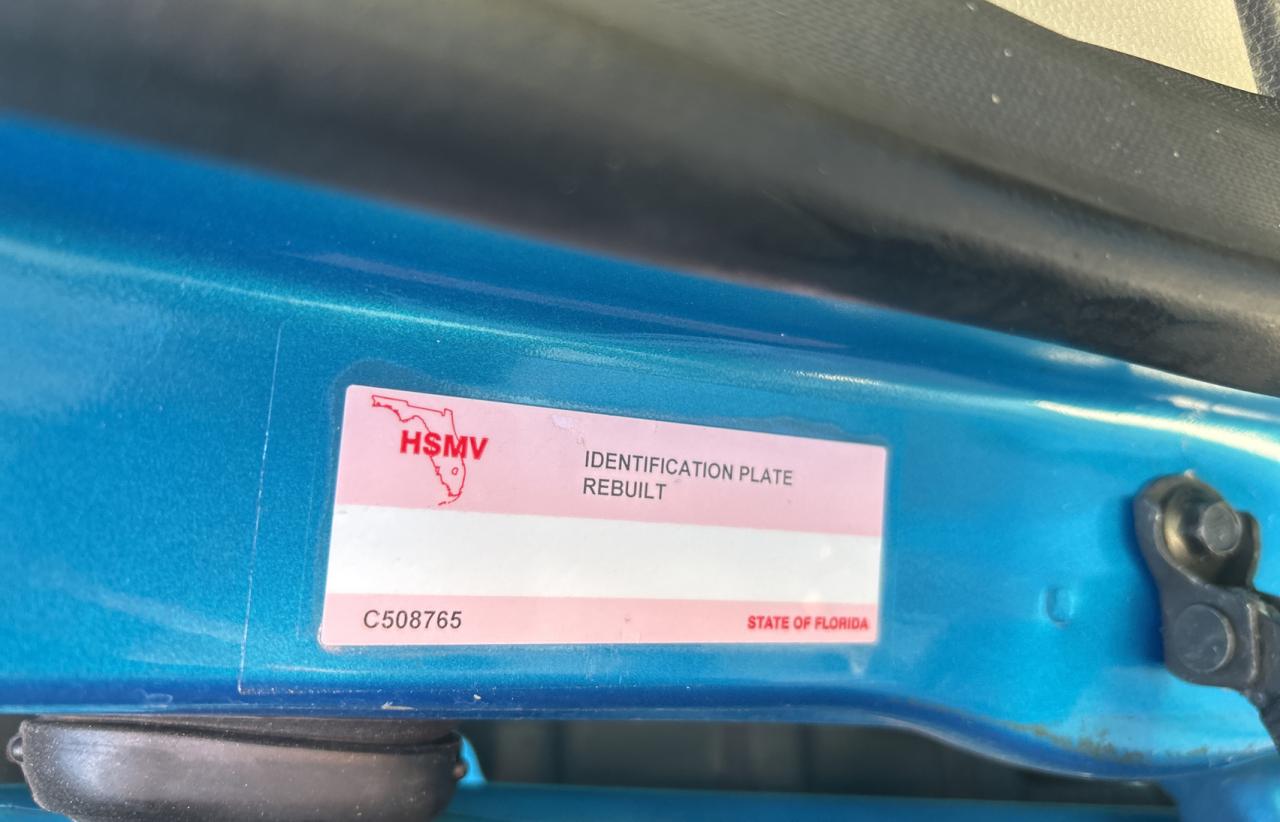 HSMV
IDENTIFICATION PLATE
REBUILT
C508765
STATE OF FLORIDA